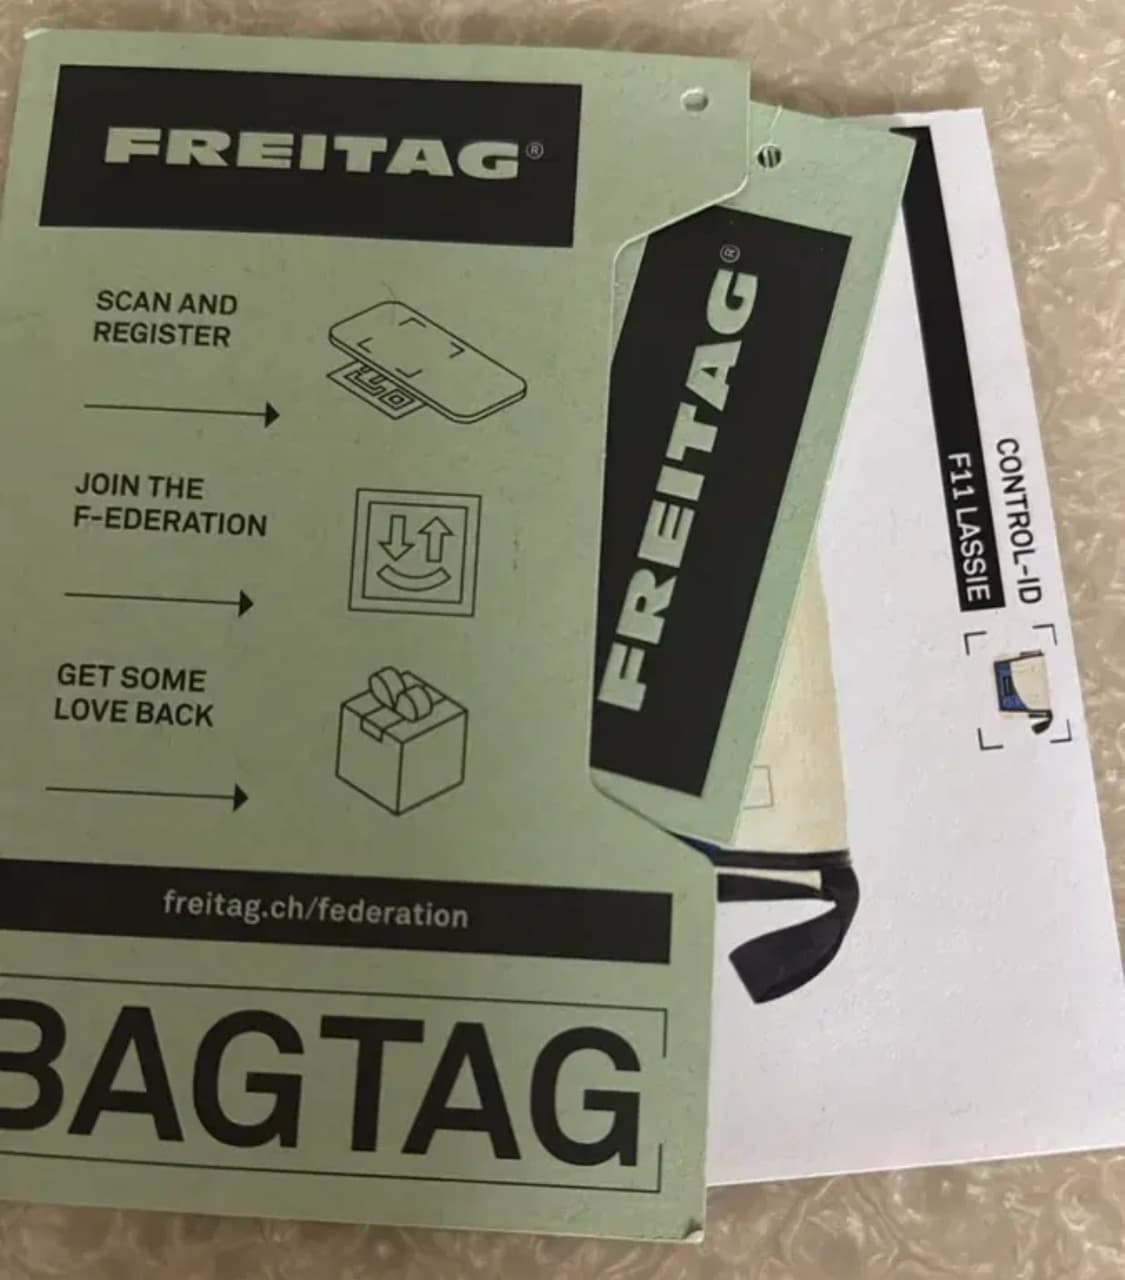 FREITAG®
SCAN AND
REGISTER
JOIN THE
F-EDERATION
GET SOME
LOVE BACK
freitag.ch/federation
BAGTAG
FREITAG®
CONTROL-ID
F11 LASSIE